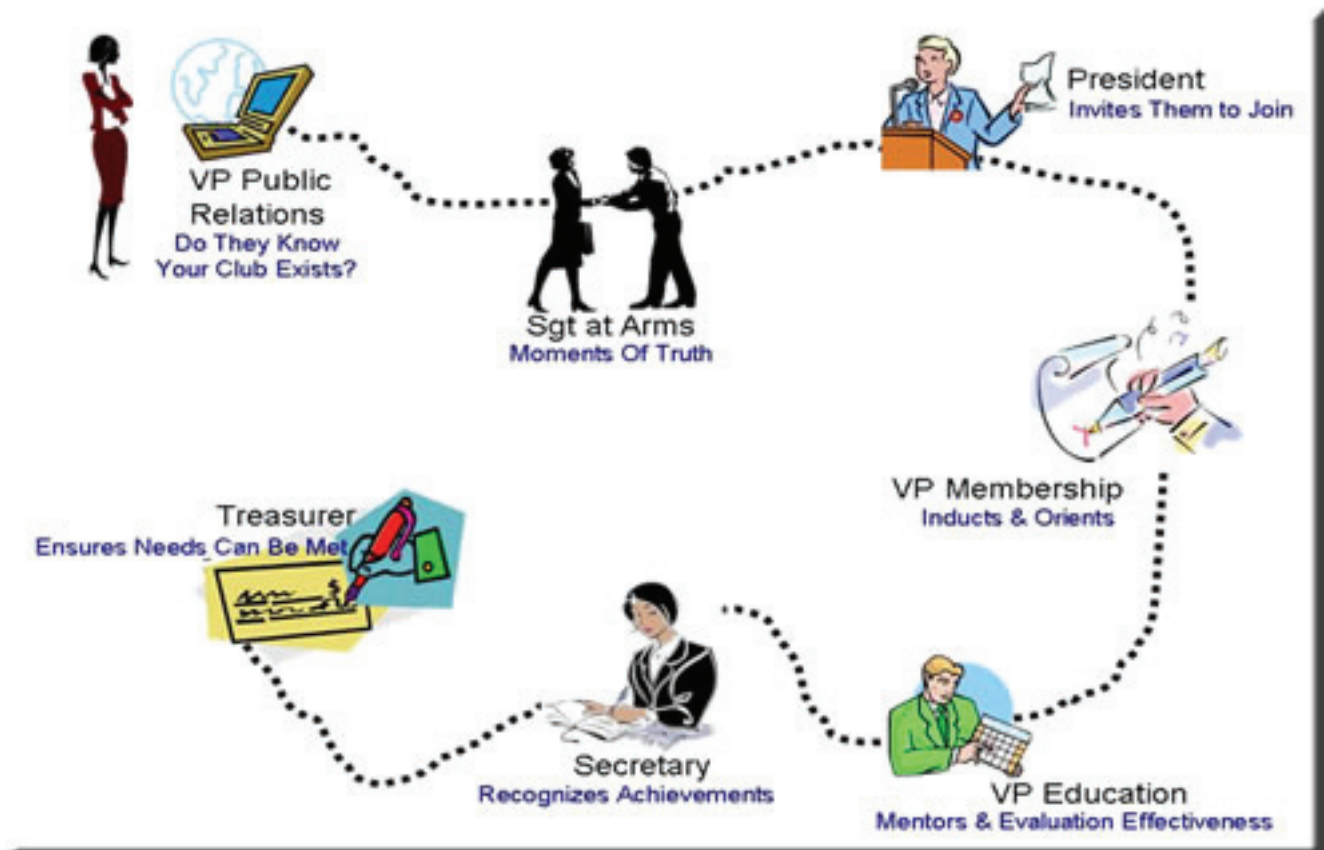 VP Public
Relations
Do They Know
Your Club Exists?
Sgt at Arms
Moments Of Truth
President
Invites Them to Join
VP Membership
Inducts & Orients
VP Education
Mentors & Evaluation Effectiveness
Secretary
Recognizes Achievements
Treasurer
Ensures Needs Can Be Met